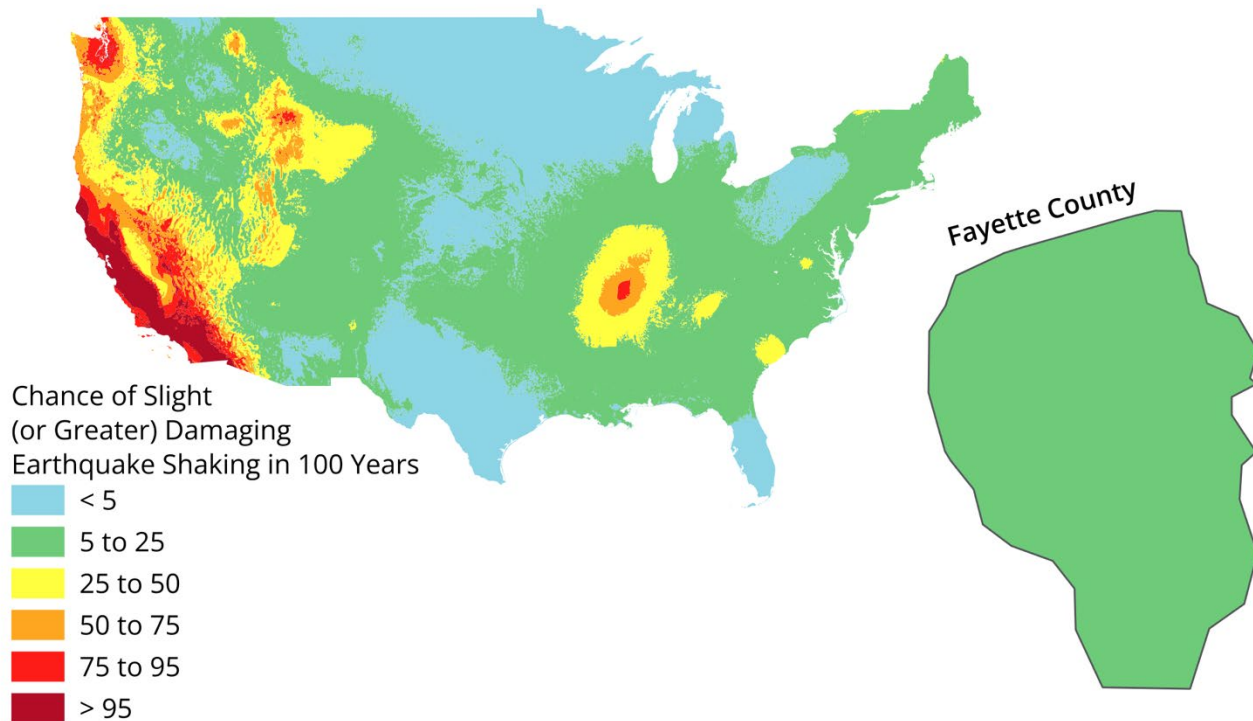 Fayette County
Chance of Slight
(or Greater) Damaging
Earthquake Shaking in 100 Years
< 5
5 to 25
25 to 50
50 to 75
75 to 95
> 95